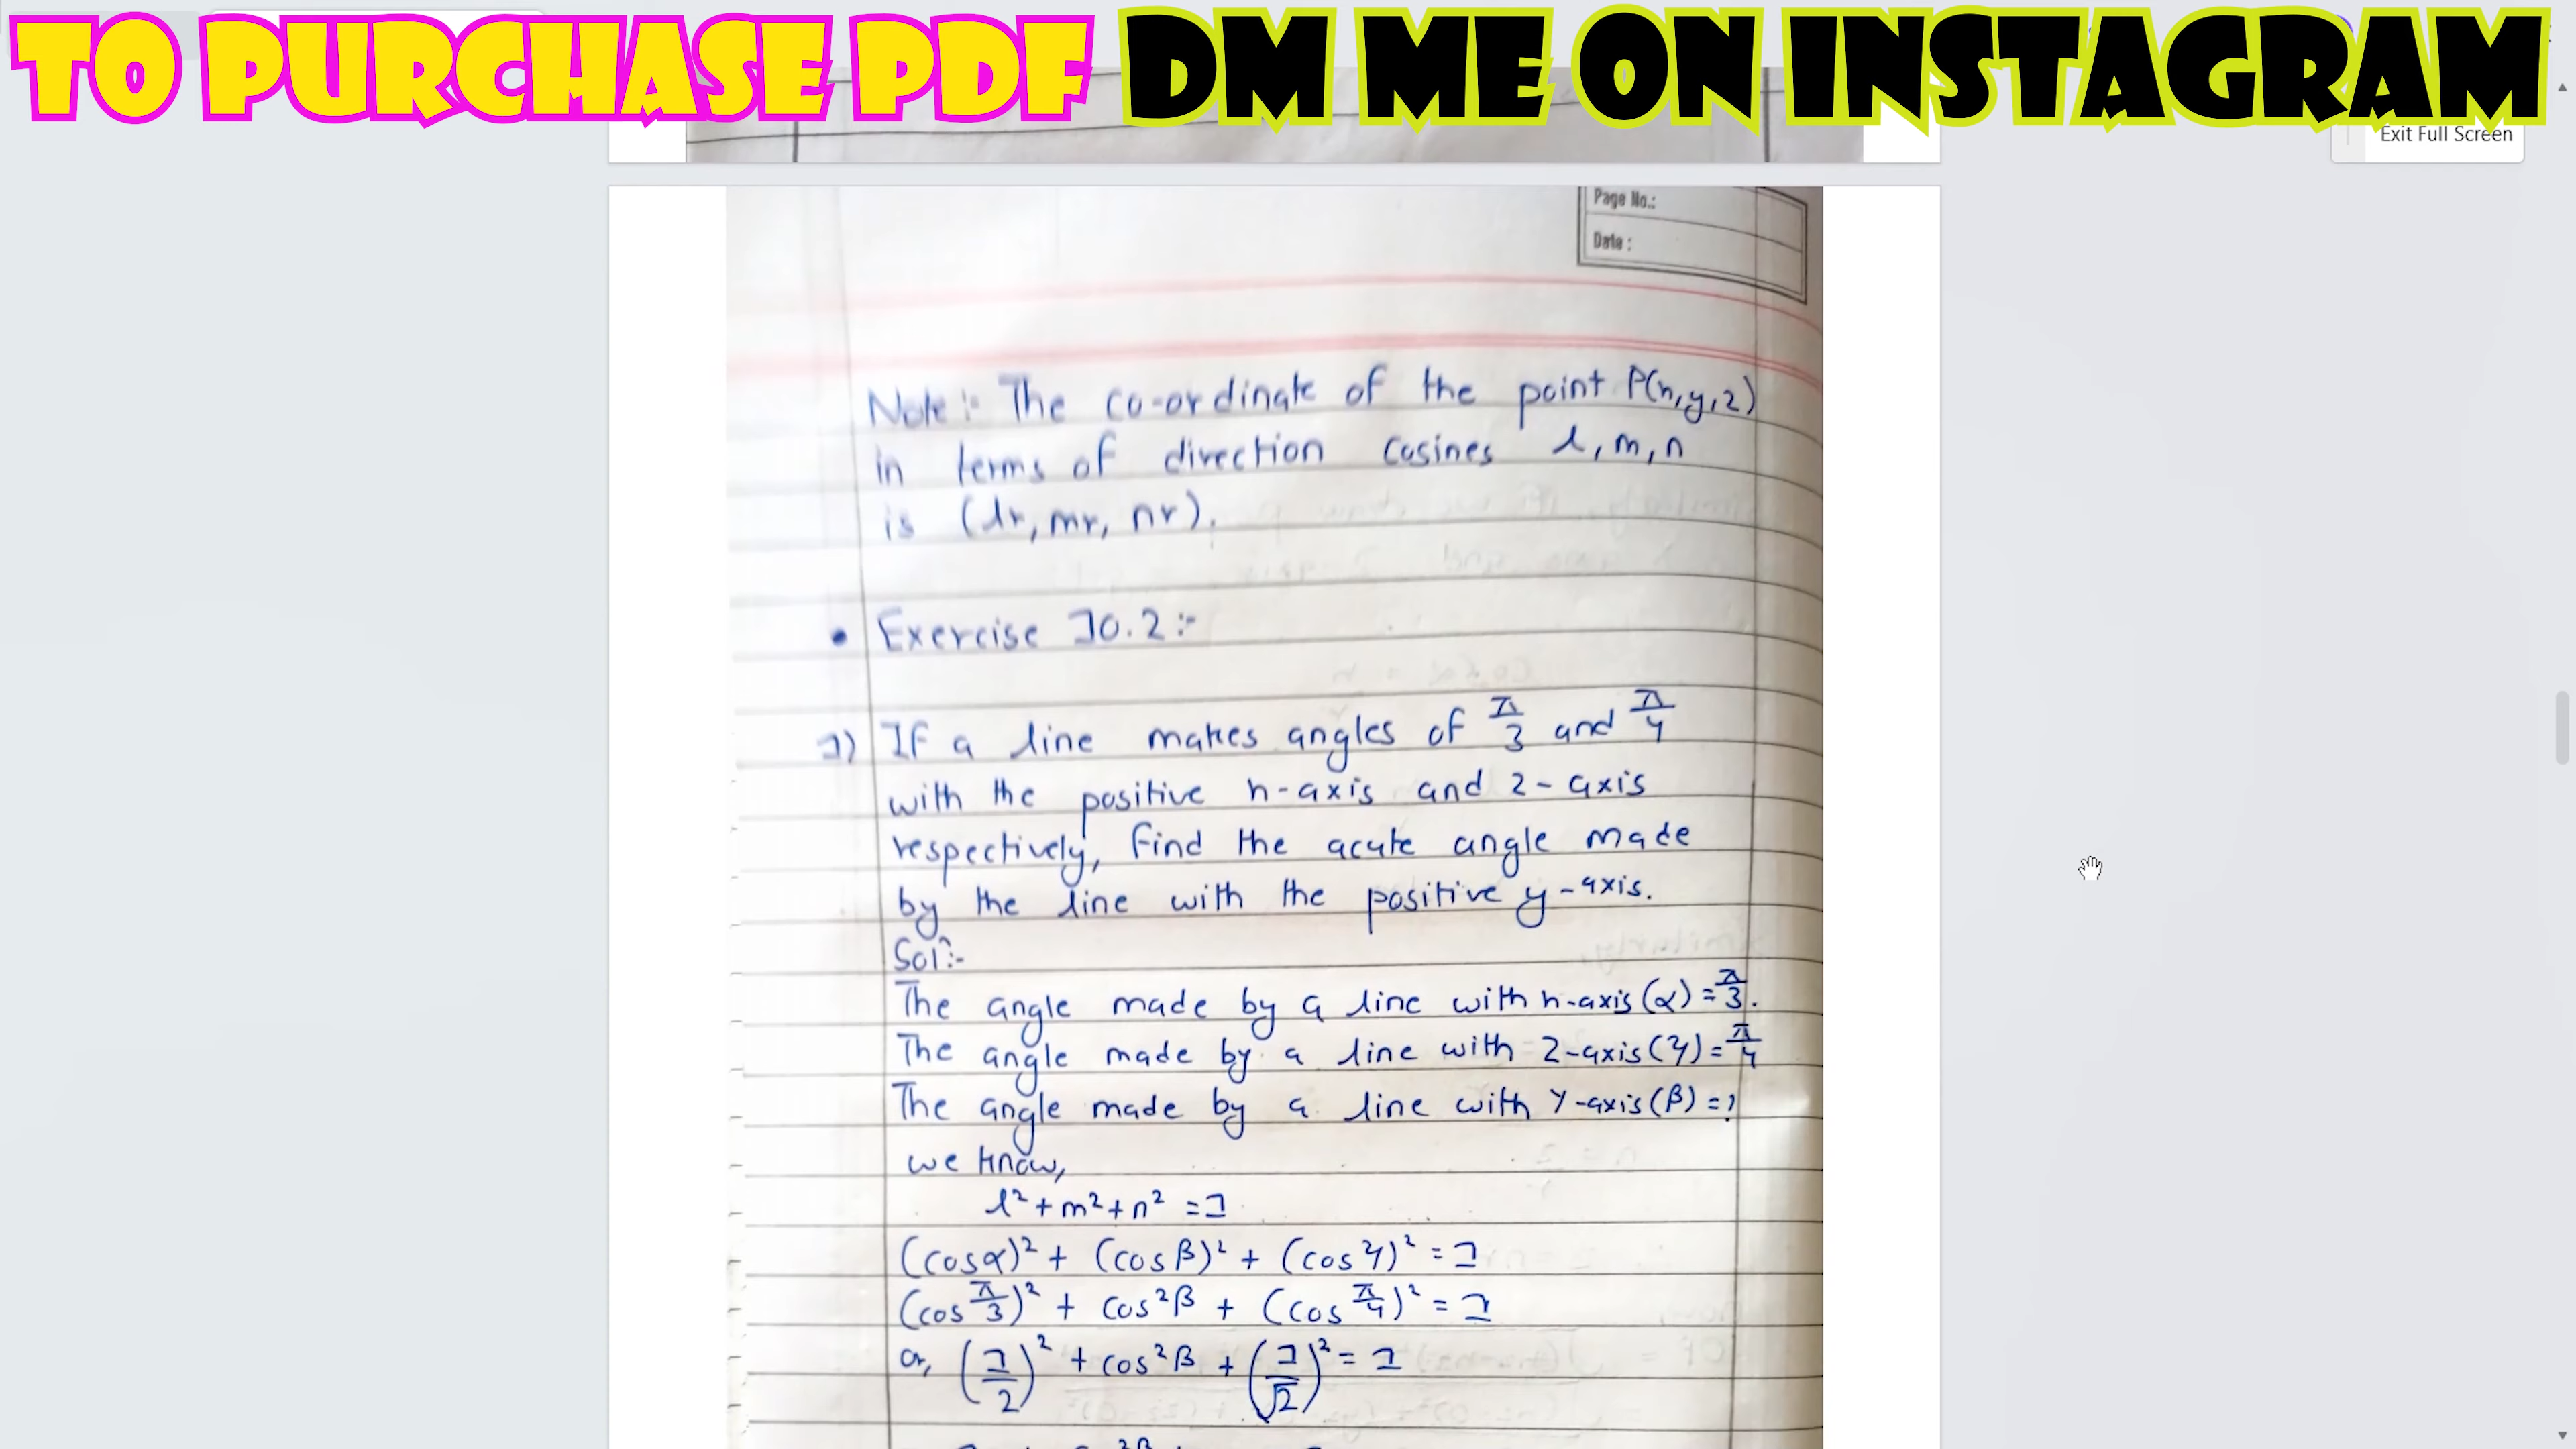 TO PURCHASE PDF DM ME ON INSTAGRAM
Exit Full Screen
Page No.:
Date :
Note :- The co-ordinate of the point P(x,y,z)
in terms of direction cosines l, m, n
is (lr, mr, nr).
• Exercise 10.2 :-
1) If a line makes angles of π/3 and π/4
with the positive x-axis and z-axis
respectively, find the acute angle made
by the line with the positive y-axis.
Solⁿ:-
The angle made by a line with x-axis (α) = π/3.
The angle made by a line with z-axis (γ) = π/4
The angle made by a line with Y-axis (β) = ?
we know,
l² + m² + n² = 1
(cosα)² + (cosβ)² + (cosγ)² = 1
(cos π/3)² + cos²β + (cos π/4)² = 1
or, (1/2)² + cos²β + (1/√2)² = 1